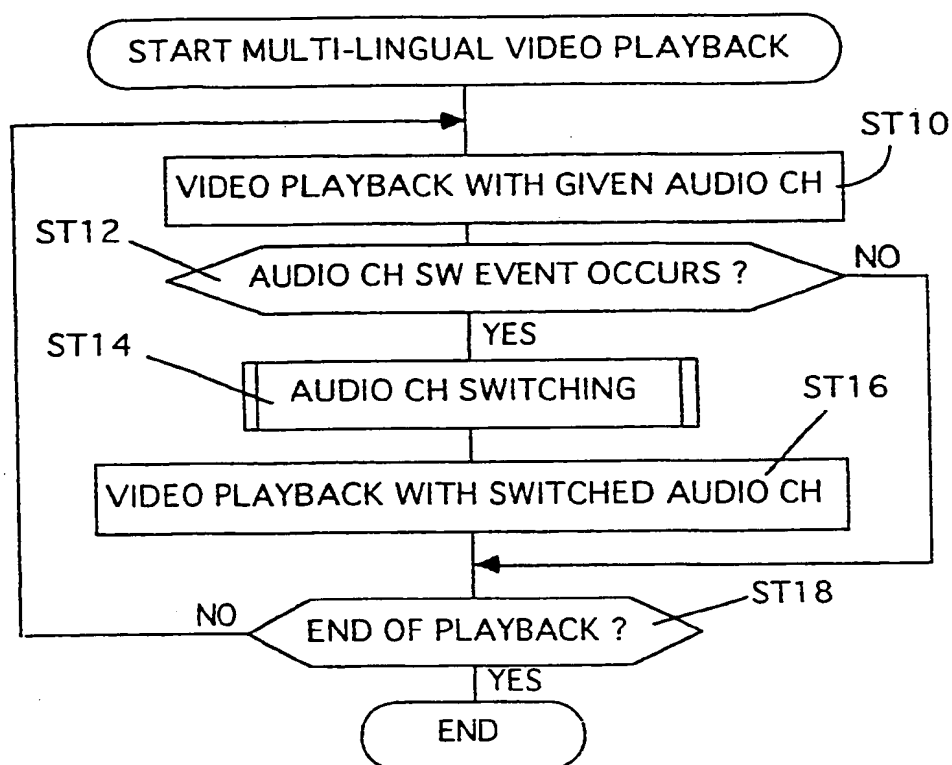 START MULTI-LINGUAL VIDEO PLAYBACK
ST10
VIDEO PLAYBACK WITH GIVEN AUDIO CH
ST12
AUDIO CH SW EVENT OCCURS ?
NO
YES
ST14
AUDIO CH SWITCHING
ST16
VIDEO PLAYBACK WITH SWITCHED AUDIO CH
ST18
NO
END OF PLAYBACK ?
YES
END